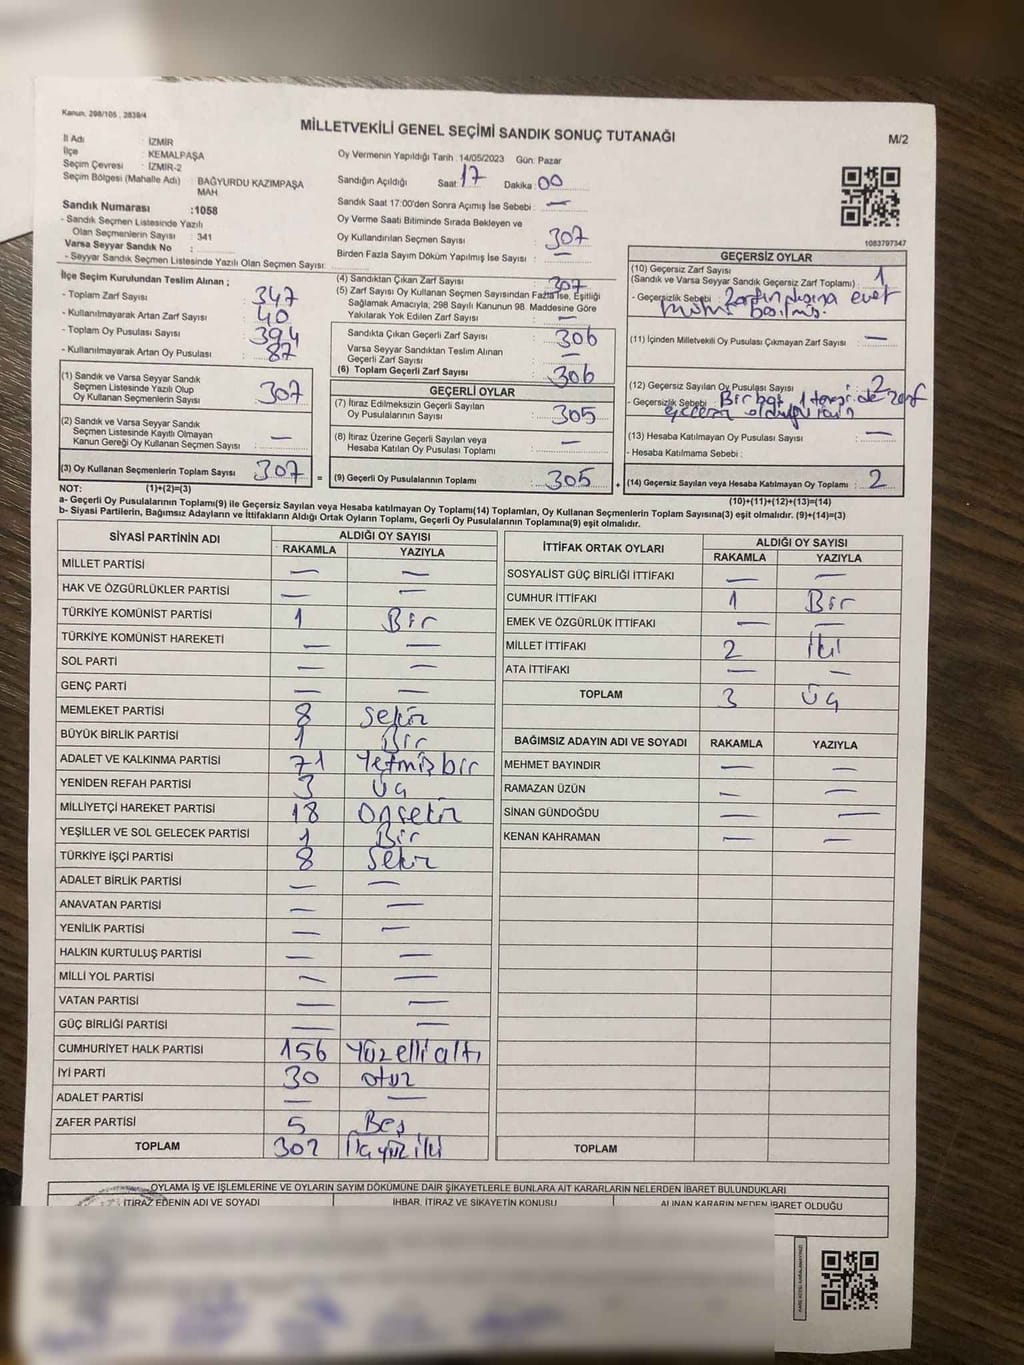 Kanun, 298/105 , 2839/4
MİLLETVEKİLİ GENEL SEÇİMİ SANDIK SONUÇ TUTANAĞI
M/2
İl Adı : İZMİR
İlçe : KEMALPAŞA
Seçim Çevresi : İZMİR-2
Seçim Bölgesi (Mahalle Adı) : BAĞYURDU KAZIMPAŞA
MAH.
Sandık Numarası :1058
- Sandık Seçmen Listesinde Yazılı
Olan Seçmenlerin Sayısı : 341
Varsa Seyyar Sandık No :
- Seyyar Sandık Seçmen Listesinde Yazılı Olan Seçmen Sayısı:
Oy Vermenin Yapıldığı Tarih :14/05/2023 Gün: Pazar
Sandığın Açıldığı Saat: 17 Dakika: 00
Sandık Saat 17:00'den Sonra Açımış İse Sebebi : —
Oy Verme Saati Bitiminde Sırada Bekleyen ve
Oy Kullandırılan Seçmen Sayısı : 307
Birden Fazla Sayım Döküm Yapılmış İse Sayısı : —
1083797347
İlçe Seçim Kurulundan Teslim Alınan ;
- Toplam Zarf Sayısı : 347
- Kullanılmayarak Artan Zarf Sayısı : 40
- Toplam Oy Pusulası Sayısı : 394
- Kullanılmayarak Artan Oy Pusulası : 87
(1) Sandık ve Varsa Seyyar Sandık
Seçmen Listesinde Yazılı Olup
Oy Kullanan Seçmenlerin Sayısı : 307
(2) Sandık ve Varsa Seyyar Sandık
Seçmen Listesinde Kayıtlı Olmayan
Kanun Gereği Oy Kullanan Seçmen Sayısı : —
(3) Oy Kullanan Seçmenlerin Toplam Sayısı : 307
(4) Sandıktan Çıkan Zarf Sayısı : 307
(5) Zarf Sayısı Oy Kullanan Seçmen Sayısından Fazla İse, Eşitliği
Sağlamak Amacıyla, 298 Sayılı Kanunun 98. Maddesine Göre
Yakılarak Yok Edilen Zarf Sayısı : —
Sandıkta Çıkan Geçerli Zarf Sayısı : 306
Varsa Seyyar Sandıktan Teslim Alınan
Geçerli Zarf Sayısı : —
(6) Toplam Geçerli Zarf Sayısı : 306
GEÇERLİ OYLAR
(7) İtiraz Edilmeksizin Geçerli Sayılan
Oy Pusulalarının Sayısı : 305
(8) İtiraz Üzerine Geçerli Sayılan veya
Hesaba Katılan Oy Pusulası Toplamı : —
= (9) Geçerli Oy Pusulalarının Toplamı : 305 +
GEÇERSİZ OYLAR
(10) Geçersiz Zarf Sayısı : 1
(Sandık ve Varsa Seyyar Sandık Geçersiz Zarf Toplamı)
- Geçersizlik Sebebi : Zarfın dışına evet
mührü basılmış.
(11) İçinden Milletvekili Oy Pusulası Çıkmayan Zarf Sayısı : —
(12) Geçersiz Sayılan Oy Pusulası Sayısı : 2
- Geçersizlik Sebebi : Bir boş 1 tanesi de zarf
geçersiz olduğu için
(13) Hesaba Katılmayan Oy Pusulası Sayısı : —
- Hesaba Katılmama Sebebi :
(14) Geçersiz Sayılan veya Hesaba Katılmayan Oy Toplamı : 2
NOT: (1)+(2)=(3) (10)+(11)+(12)+(13)=(14)
a- Geçerli Oy Pusulalarının Toplamı(9) ile Geçersiz Sayılan veya Hesaba Katılmayan Oy Toplamı(14) Toplamları, Oy Kullanan Seçmenlerin Toplam Sayısına(3) eşit olmalıdır. (9)+(14)=(3)
b- Siyasi Partilerin, Bağımsız Adayların ve İttifakların Aldığı Ortak Oyların Toplamı, Geçerli Oy Pusulalarının Toplamına(9) eşit olmalıdır.
SİYASİ PARTİNİN ADI ALDIĞI OY SAYISI
RAKAMLA YAZIYLA
MİLLET PARTİSİ — —
HAK VE ÖZGÜRLÜKLER PARTİSİ — —
TÜRKİYE KOMÜNİST PARTİSİ 1 Bir
TÜRKİYE KOMÜNİST HAREKETİ — —
SOL PARTİ — —
GENÇ PARTİ — —
MEMLEKET PARTİSİ 8 Sekiz
BÜYÜK BİRLİK PARTİSİ 1 Bir
ADALET VE KALKINMA PARTİSİ 71 Yetmiş bir
YENİDEN REFAH PARTİSİ 3 Üç
MİLLİYETÇİ HAREKET PARTİSİ 18 Onsekiz
YEŞİLLER VE SOL GELECEK PARTİSİ 1 Bir
TÜRKİYE İŞÇİ PARTİSİ 8 Sekiz
ADALET BİRLİK PARTİSİ — —
ANAVATAN PARTİSİ — —
YENİLİK PARTİSİ — —
HALKIN KURTULUŞ PARTİSİ — —
MİLLİ YOL PARTİSİ — —
VATAN PARTİSİ — —
GÜÇ BİRLİĞİ PARTİSİ — —
CUMHURİYET HALK PARTİSİ 156 Yüz elli altı
İYİ PARTİ 30 otuz
ADALET PARTİSİ — —
ZAFER PARTİSİ 5 Beş
TOPLAM 302 İkiyüz iki
İTTİFAK ORTAK OYLARI ALDIĞI OY SAYISI
RAKAMLA YAZIYLA
SOSYALİST GÜÇ BİRLİĞİ İTTİFAKI — —
CUMHUR İTTİFAKI 1 Bir
EMEK VE ÖZGÜRLÜK İTTİFAKI — —
MİLLET İTTİFAKI 2 İki
ATA İTTİFAKI — —
TOPLAM 3 Üç
BAĞIMSIZ ADAYIN ADI VE SOYADI RAKAMLA YAZIYLA
MEHMET BAYINDIR — —
RAMAZAN ÜZÜN — —
SİNAN GÜNDOĞDU — —
KENAN KAHRAMAN — —
TOPLAM
OYLAMA İŞ VE İŞLEMLERİNE VE OYLARIN SAYIM DÖKÜMÜNE DAİR ŞİKAYETLERLE BUNLARA AİT KARARLARIN NELERDEN İBARET BULUNDUKLARI
İTİRAZ EDENİN ADI VE SOYADI İHBAR, İTİRAZ VE ŞİKAYETİN KONUSU ALINAN KARARIN NEDEN İBARET OLDUĞU